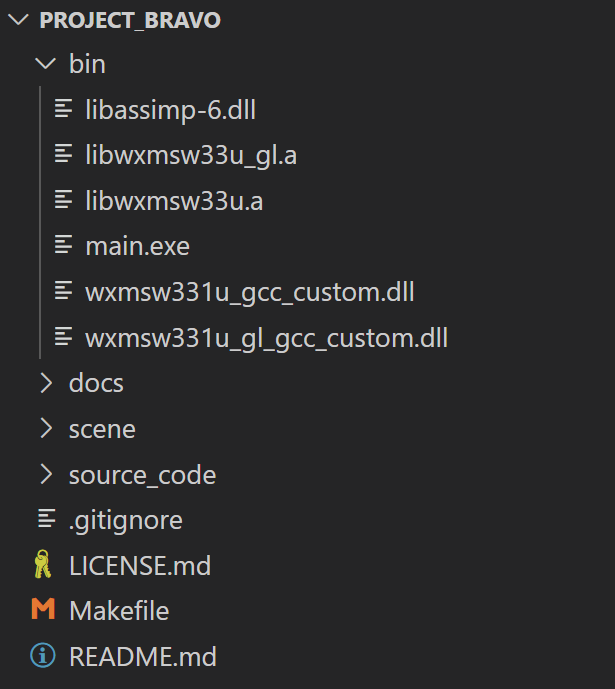 PROJECT_BRAVO
bin
libassimp-6.dll
libwxmsw33u_gl.a
libwxmsw33u.a
main.exe
wxmsw331u_gcc_custom.dll
wxmsw331u_gl_gcc_custom.dll
docs
scene
source_code
.gitignore
LICENSE.md
Makefile
README.md